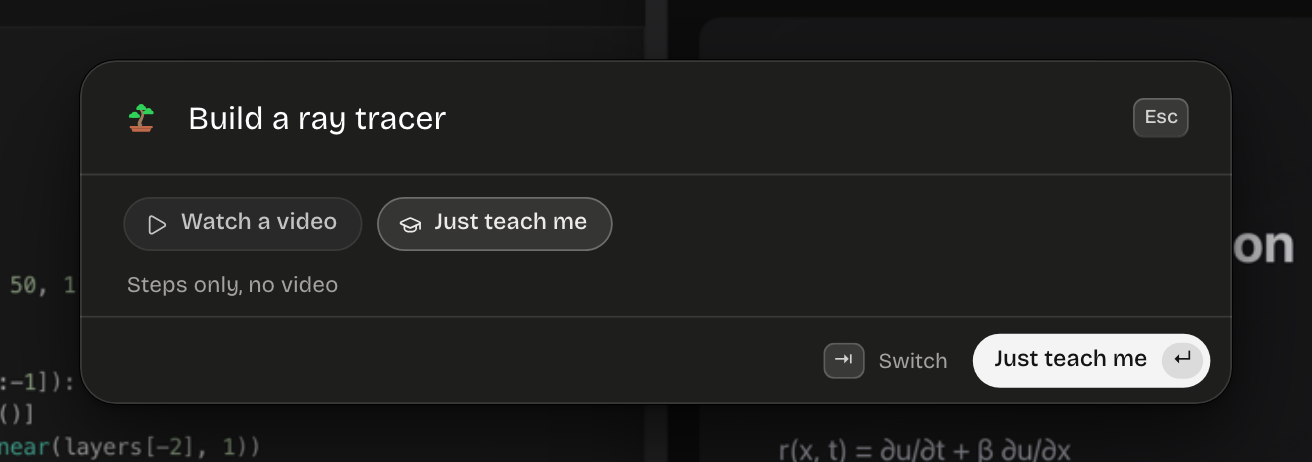 Build a ray tracer
Esc
Watch a video
Just teach me
Steps only, no video
Switch
Just teach me
on
50, 1
:-1]):
()]
near(layers[-2], 1))
r(x, t) = ∂u/∂t + β ∂u/∂x